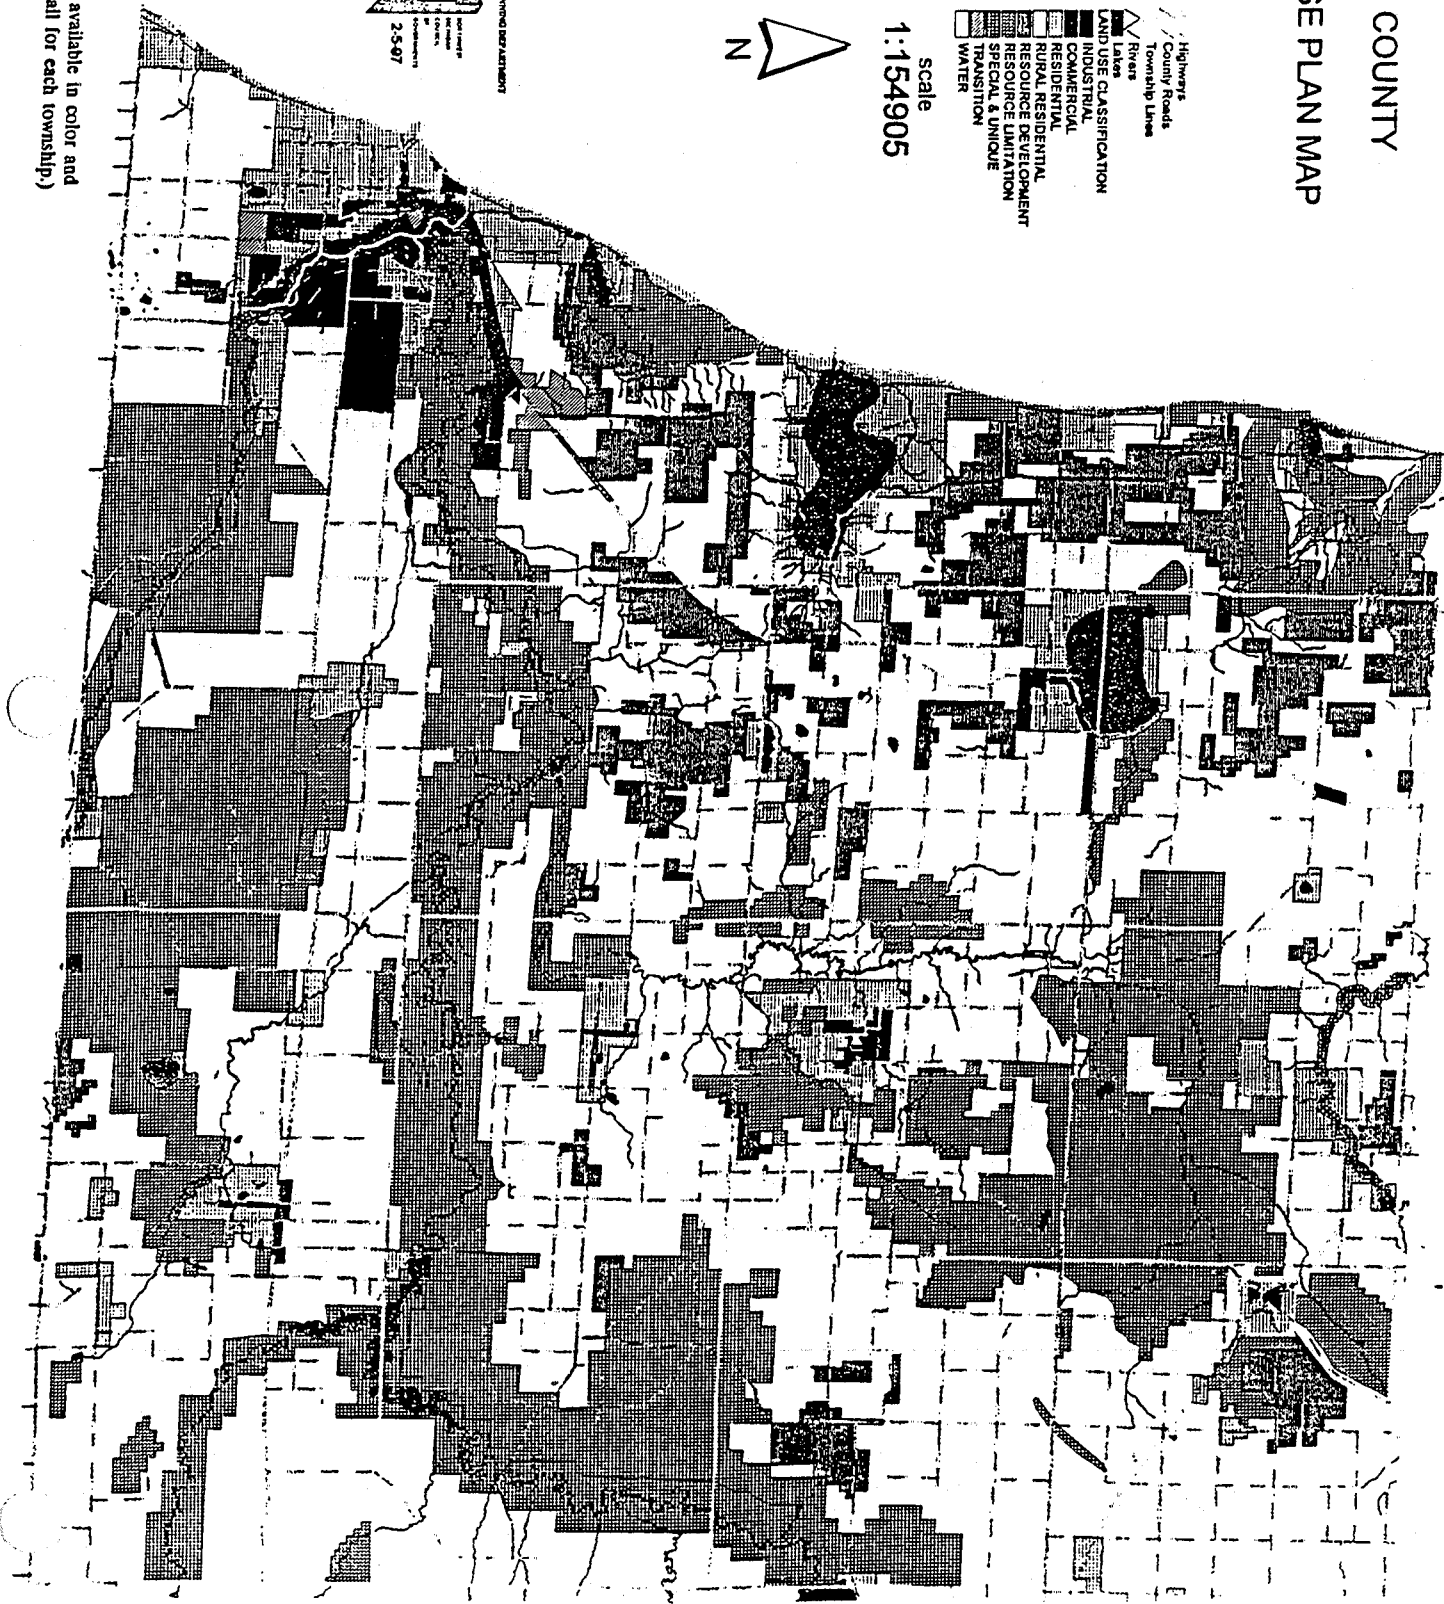 COUNTY
SE PLAN MAP
Highways
County Roads
Township Lines
Rivers
Lakes
LAND USE CLASSIFICATION
INDUSTRIAL
COMMERCIAL
RESIDENTIAL
RURAL RESIDENTIAL
RESOURCE DEVELOPMENT
RESOURCE LIMITATION
SPECIAL & UNIQUE
TRANSITION
WATER
scale
1:154905
N
DEPARTMENT
2-5-97
available in color and
all for each township.)